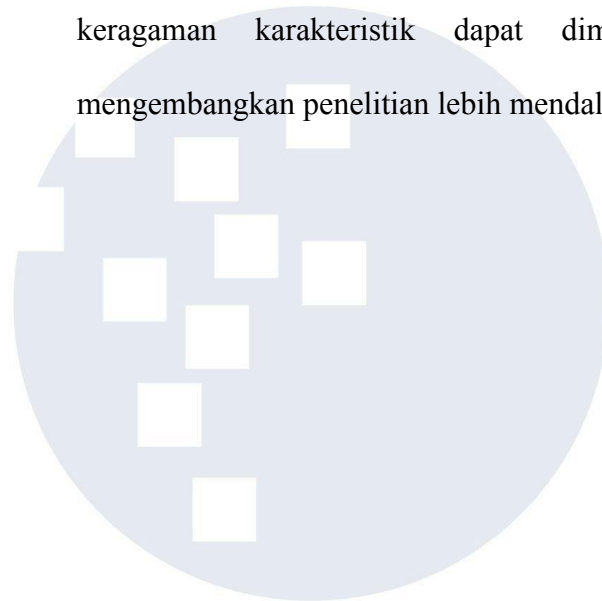 keragaman karakteristik dapat dim
mengembangkan penelitian lebih mendal